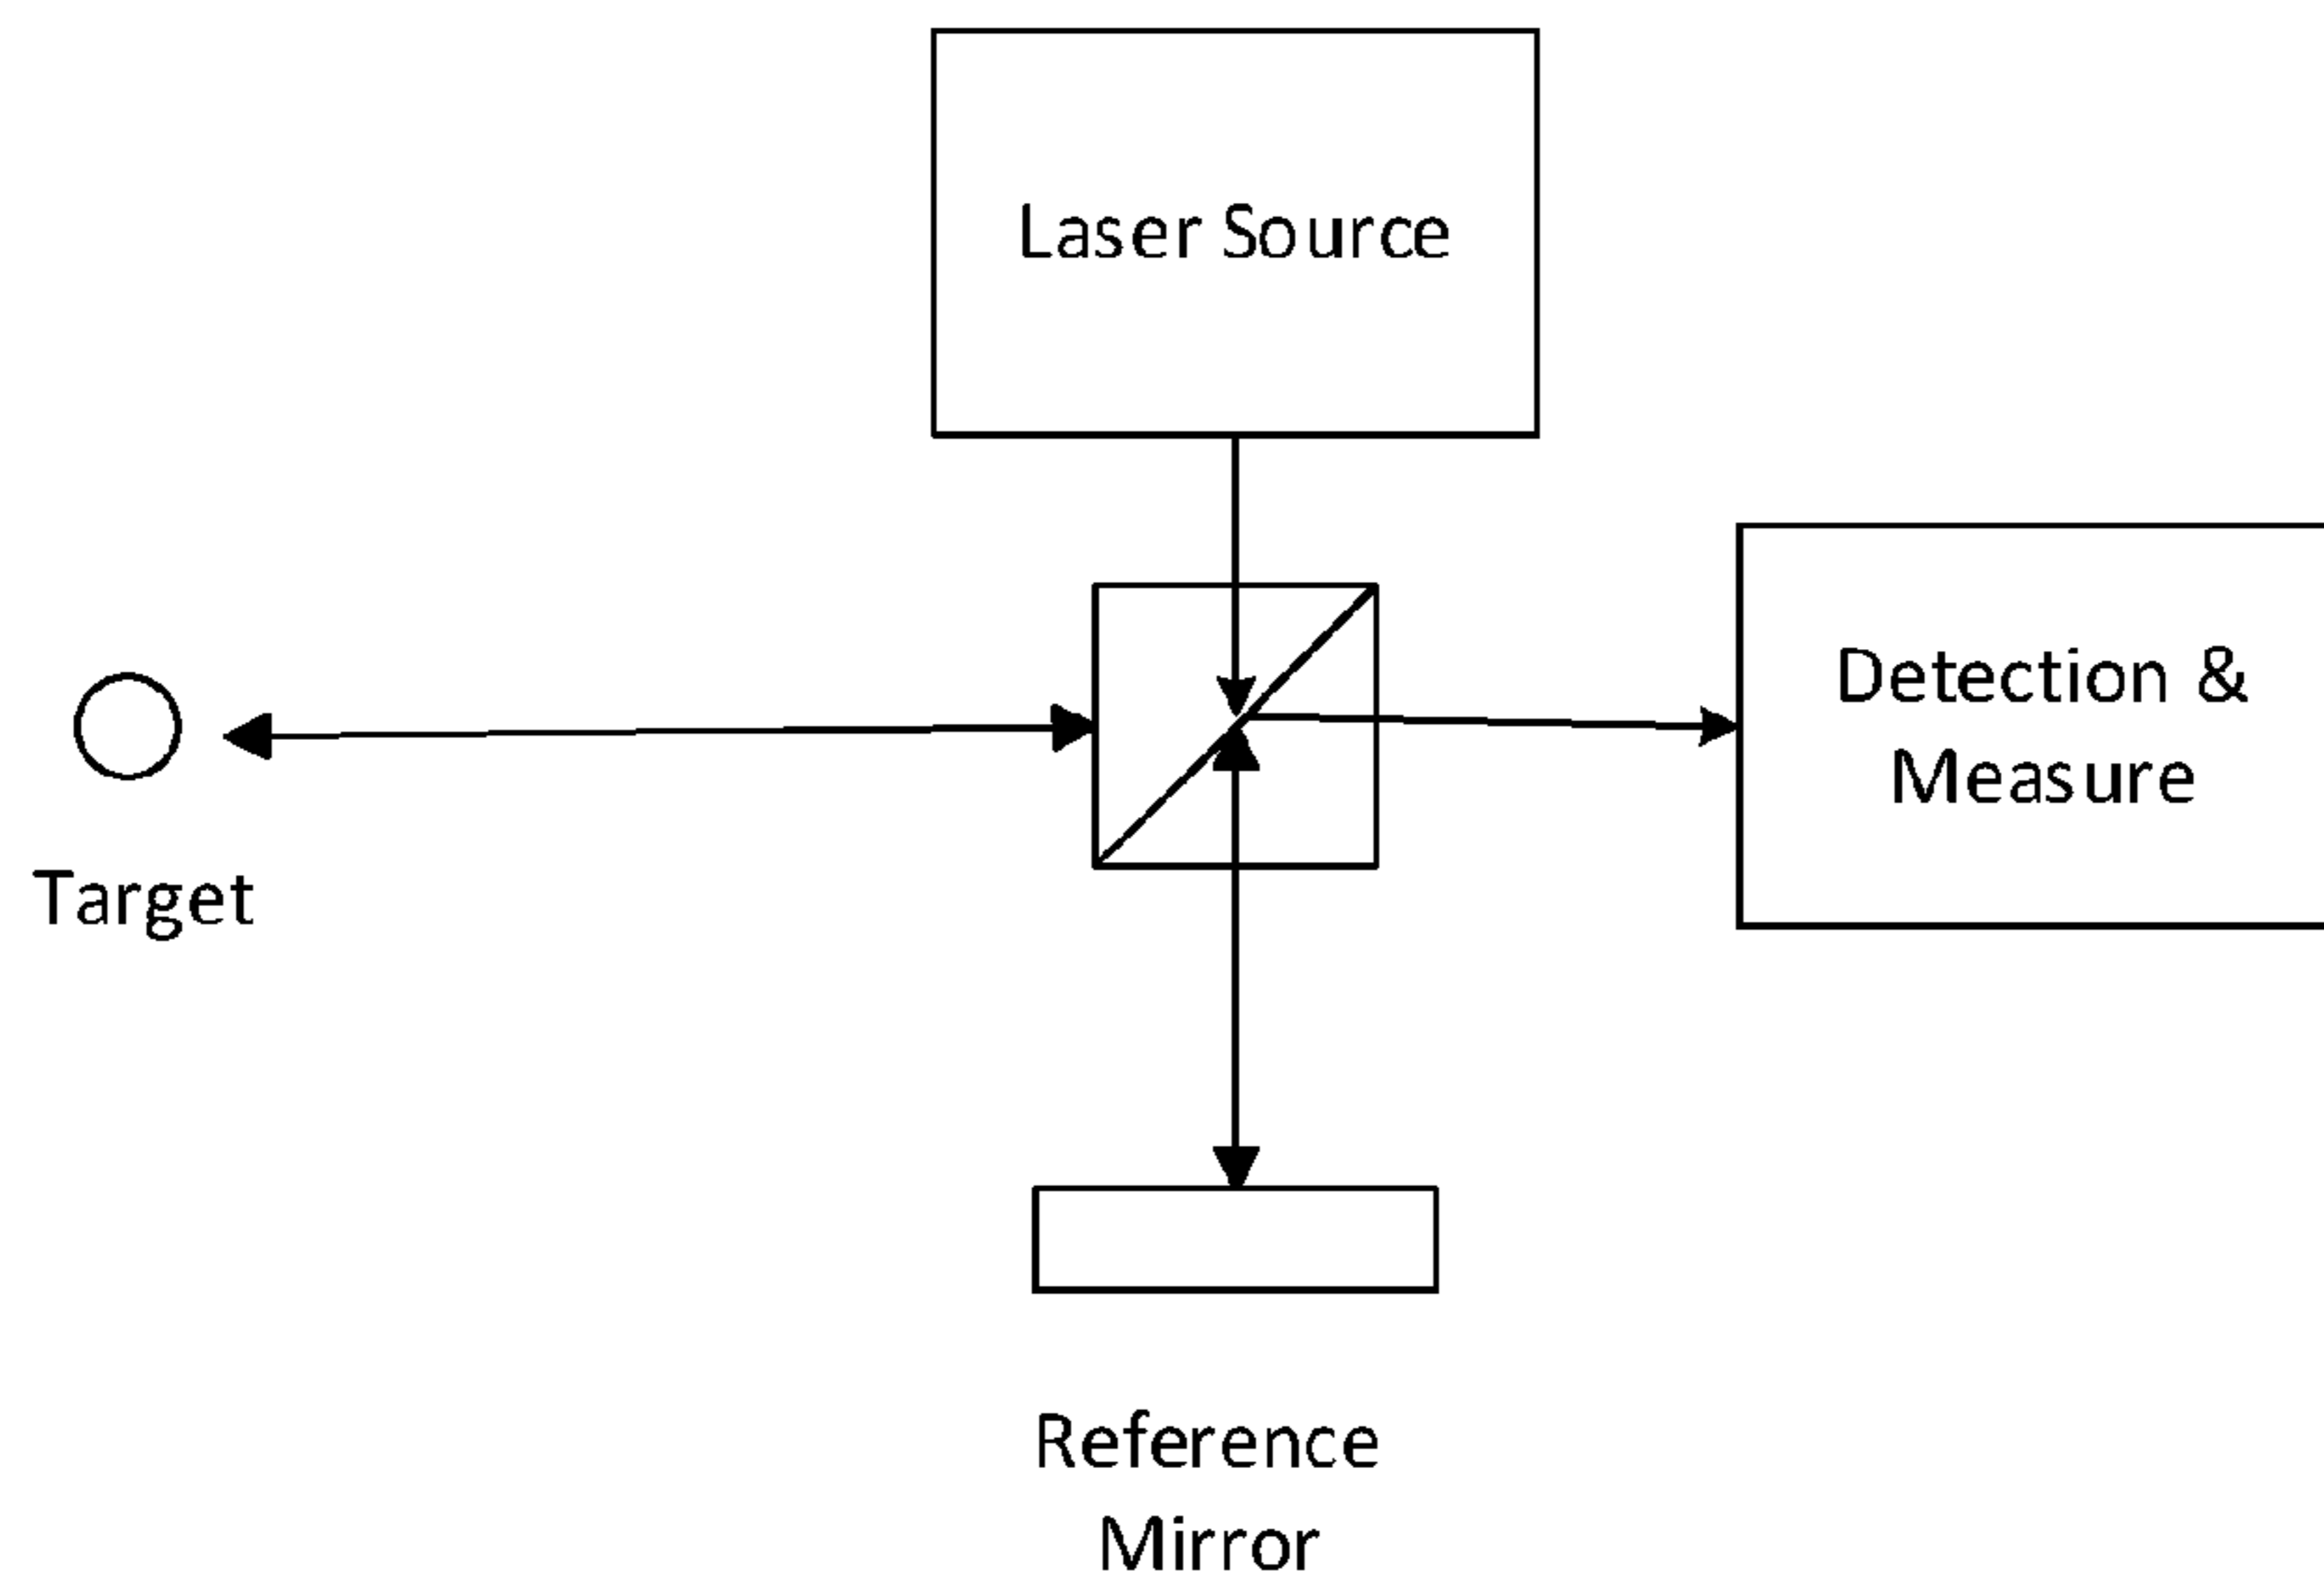 Laser Source
Detection &
Measure
Target
Reference
Mirror